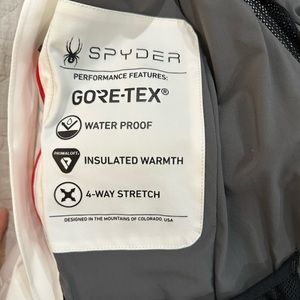 SPYDER
PERFORMANCE FEATURES:
GORE-TEX®
WATER PROOF
PRIMALOFT
INSULATED WARMTH
4-WAY STRETCH
DESIGNED IN THE MOUNTAINS OF COLORADO, USA